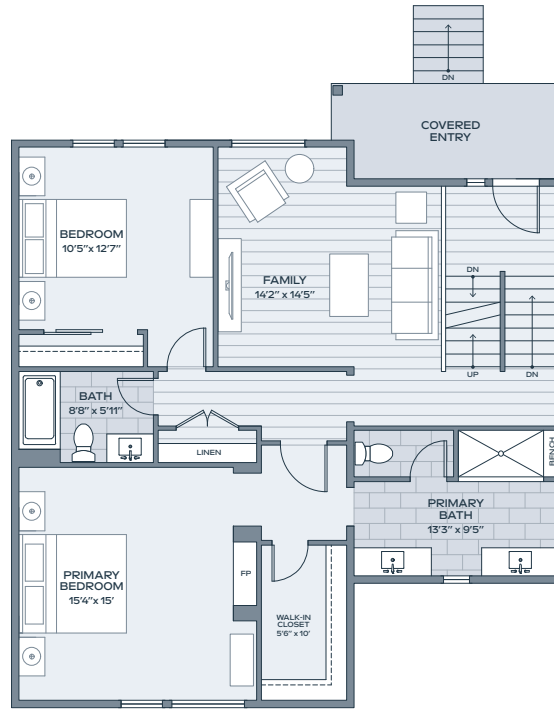 DN
COVERED
ENTRY
BEDROOM
10'5"x 12'7"
FAMILY
14'2" x 14'5"
DN
UP
DN
BATH
8'8" x 5'11"
LINEN
BENCH
PRIMARY
BATH
13'3" x 9'5"
PRIMARY
BEDROOM
15'4"x 15'
FP
WALK-IN
CLOSET
5'6" x 10'